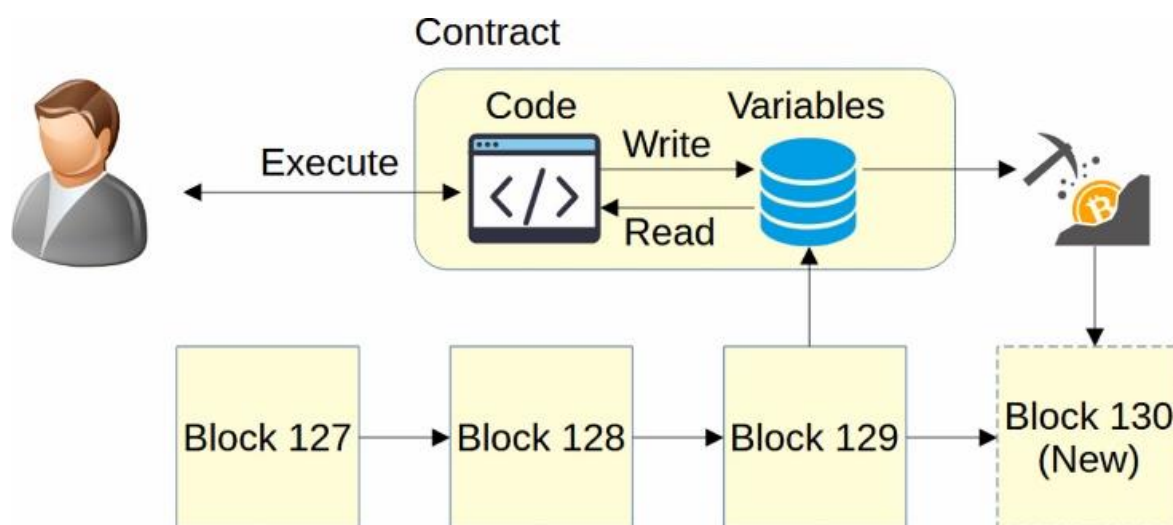 Contract
Code
Variables
Execute
Write
</>
Read
Block 127
Block 128
Block 129
Block 130
(New)